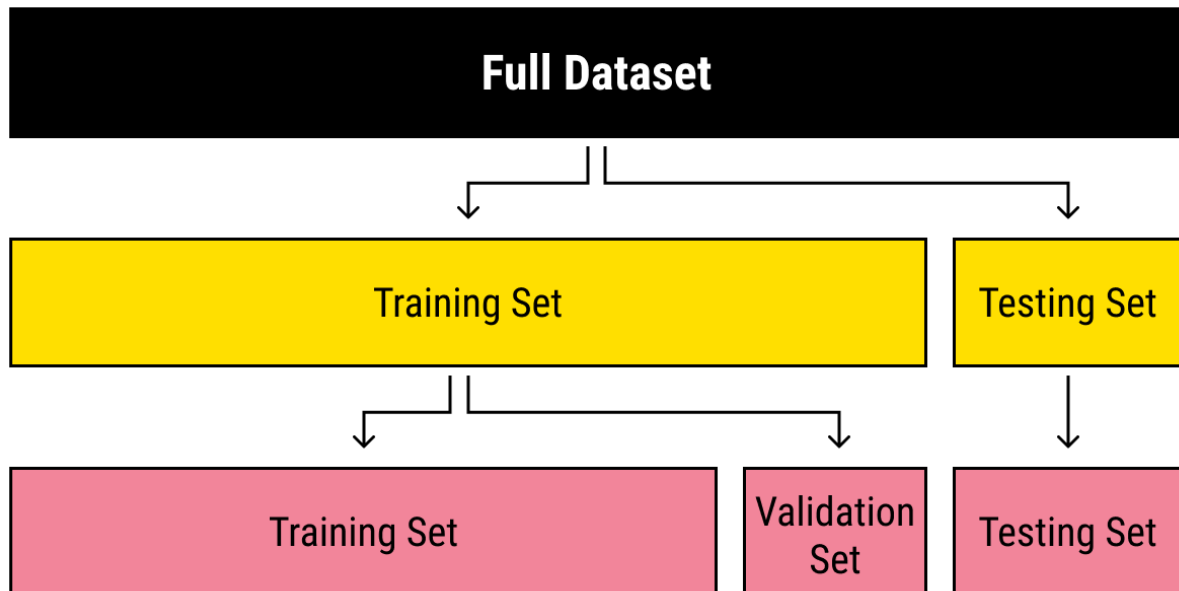 Full Dataset
Training Set
Testing Set
Training Set
Validation
Set
Testing Set